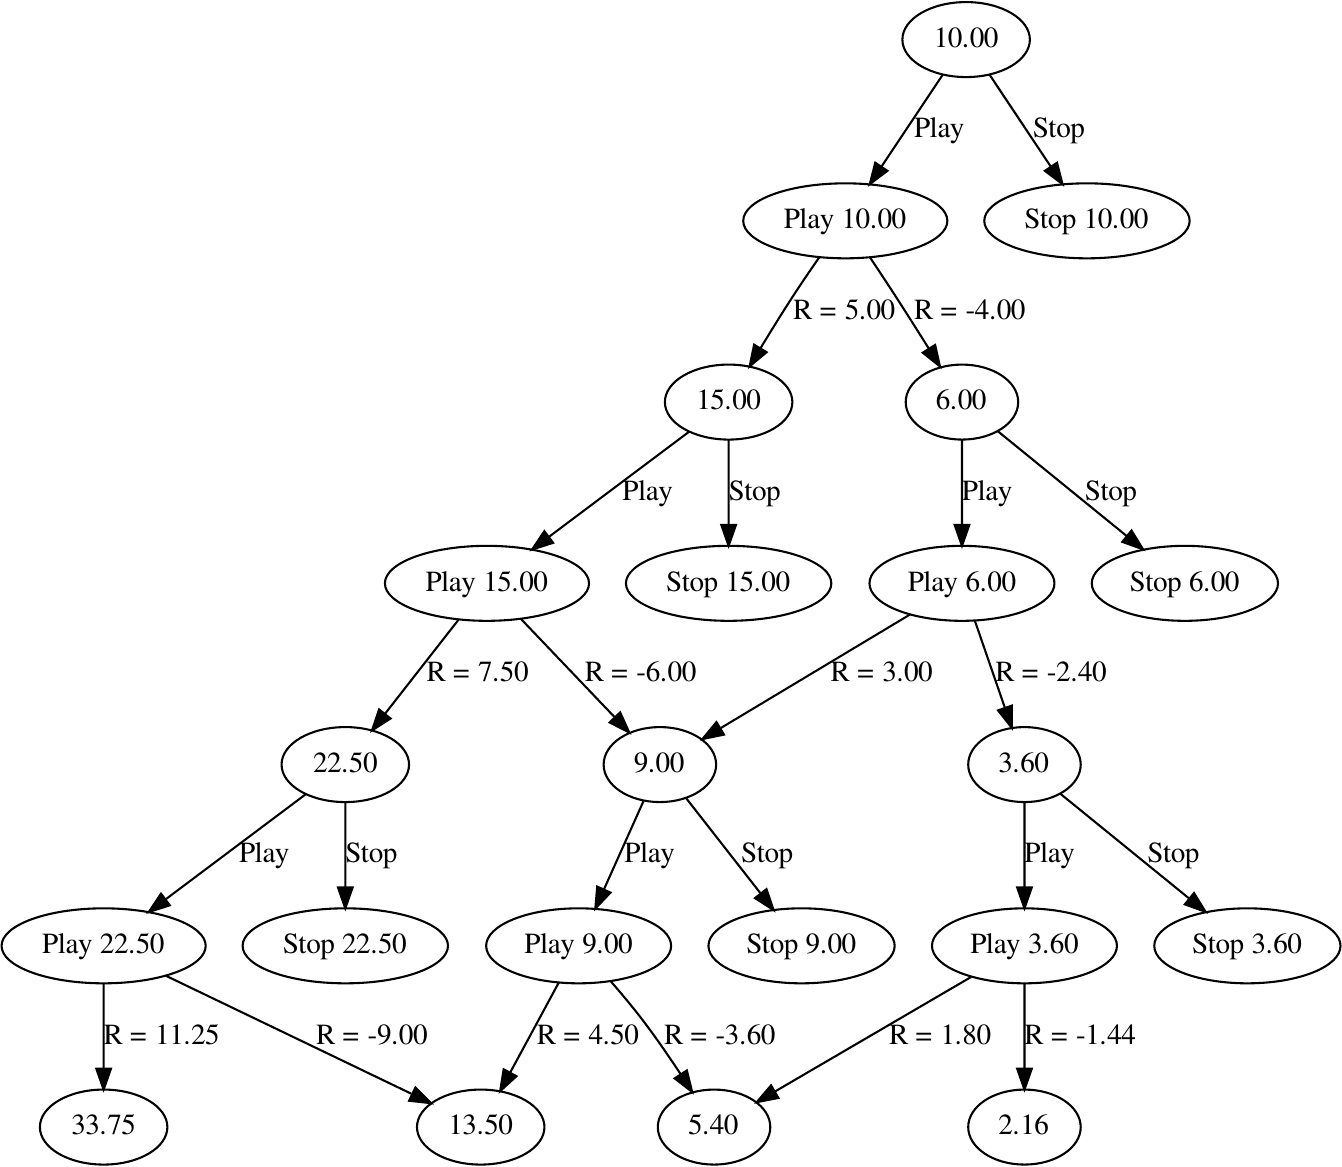 10.00
Play Stop
Play 10.00 Stop 10.00
R = 5.00 R = -4.00
15.00 6.00
Play Stop Play Stop
Play 15.00 Stop 15.00 Play 6.00 Stop 6.00
R = 7.50 R = -6.00 R = 3.00 R = -2.40
22.50 9.00 3.60
Play Stop Play Stop Play Stop
Play 22.50 Stop 22.50 Play 9.00 Stop 9.00 Play 3.60 Stop 3.60
R = 11.25 R = -9.00 R = 4.50 R = -3.60 R = 1.80 R = -1.44
33.75 13.50 5.40 2.16